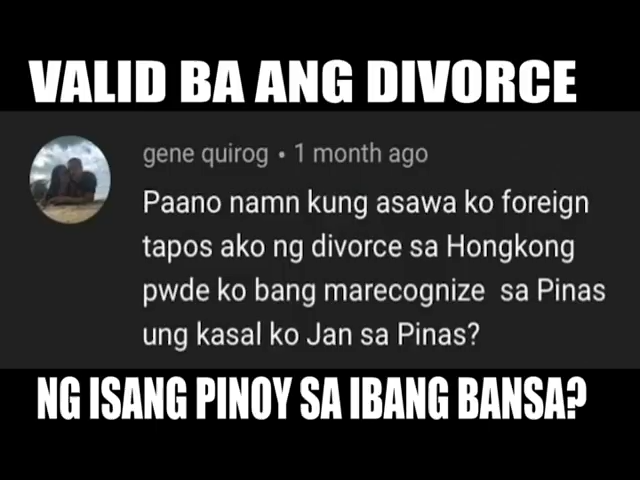 VALID BA ANG DIVORCE
gene quirog • 1 month ago
Paano namn kung asawa ko foreign
tapos ako ng divorce sa Hongkong
pwde ko bang marecognize sa Pinas
ung kasal ko Jan sa Pinas?
NG ISANG PINOY SA IBANG BANSA?